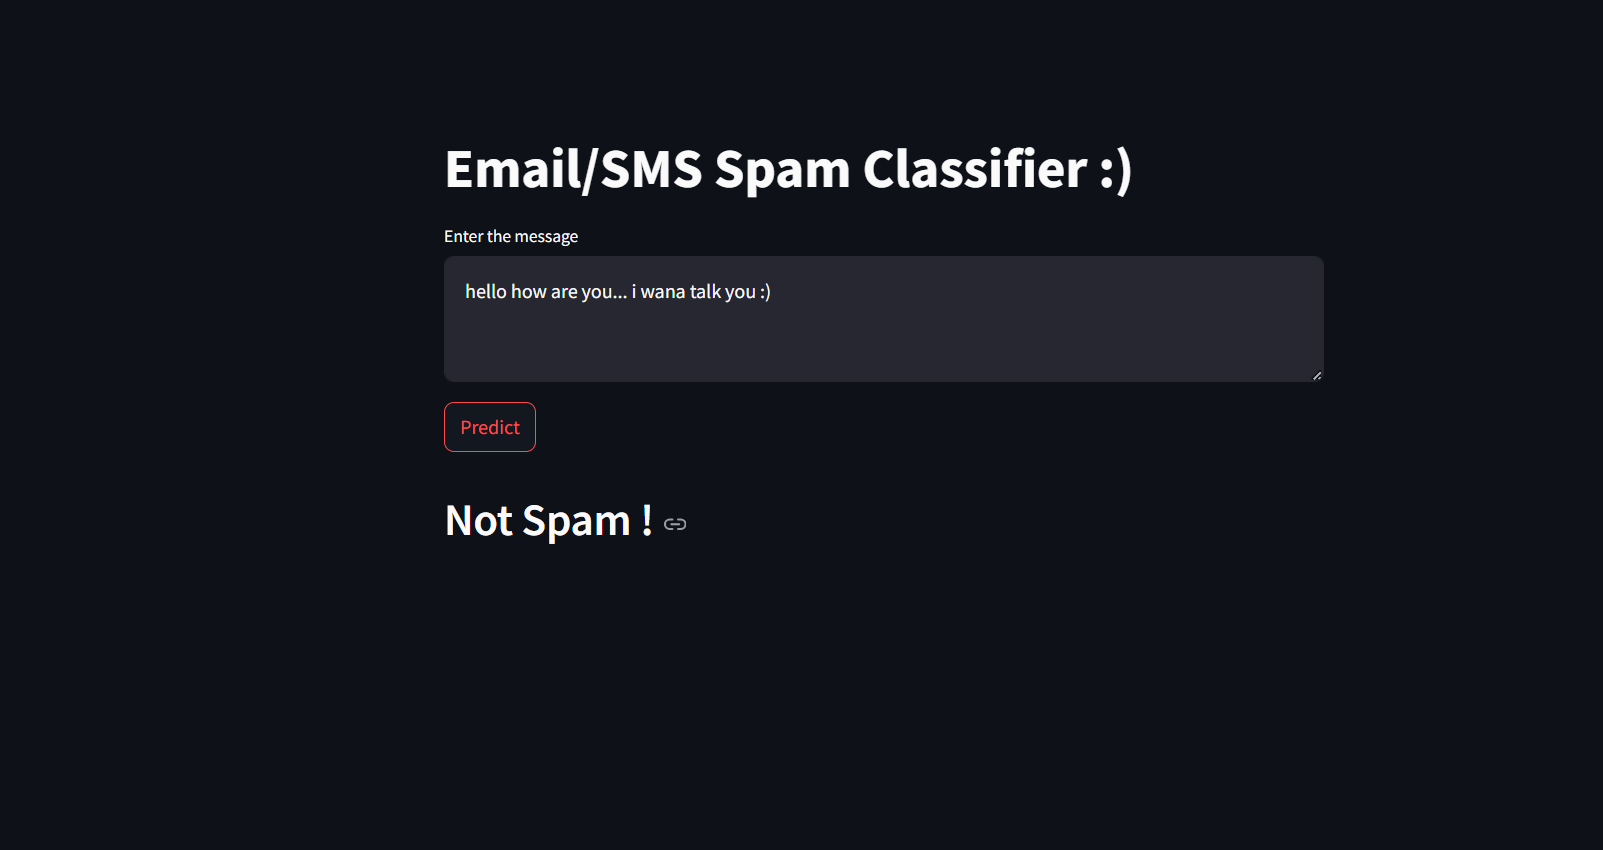 Email/SMS Spam Classifier :)
Enter the message
hello how are you... i wana talk you :)
Predict
Not Spam !